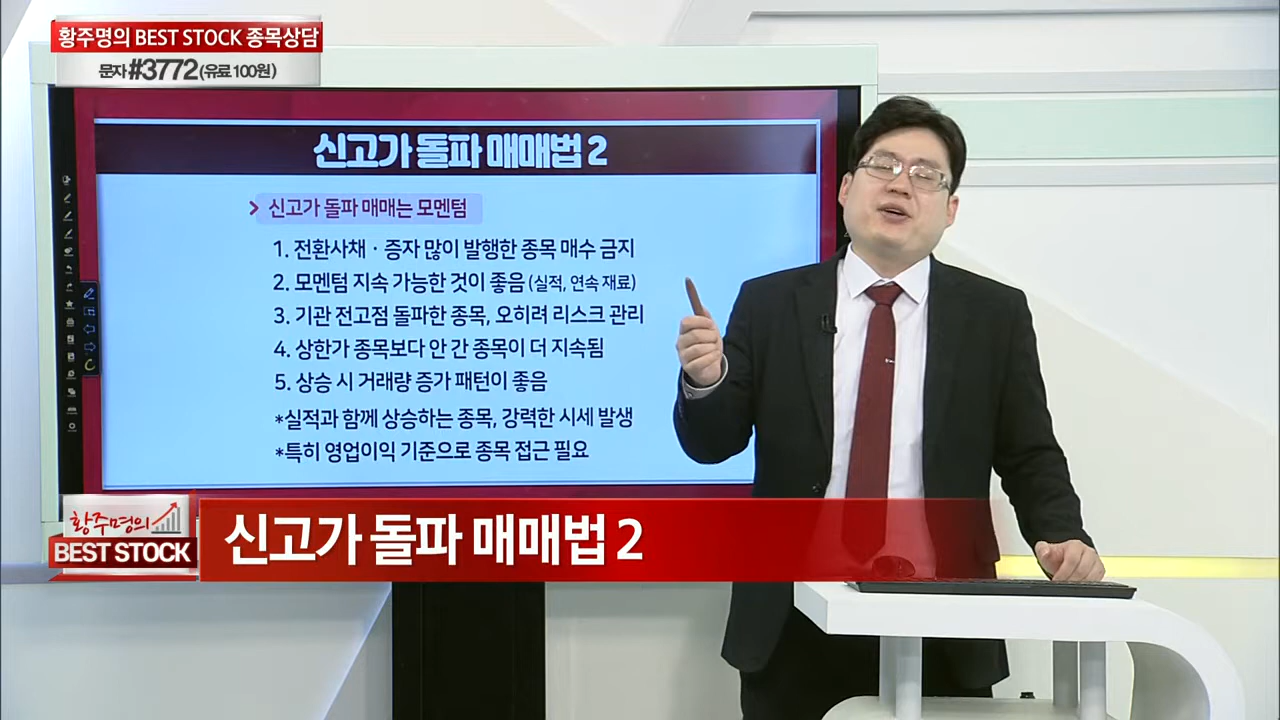 황주명의 BEST STOCK 종목상담
문자 #3772 (유료 100원)
신고가 돌파 매매법 2
신고가 돌파 매매는 모멘텀
1. 전환사채 · 증자 많이 발행한 종목 매수 금지
2. 모멘텀 지속 가능한 것이 좋음 (실적, 연속 재료)
3. 기관 전고점 돌파한 종목, 오히려 리스크 관리
4. 상한가 종목보다 안 간 종목이 더 지속됨
5. 상승 시 거래량 증가 패턴이 좋음
*실적과 함께 상승하는 종목, 강력한 시세 발생
*특히 영업이익 기준으로 종목 접근 필요
황주명의
BEST STOCK
신고가 돌파 매매법 2